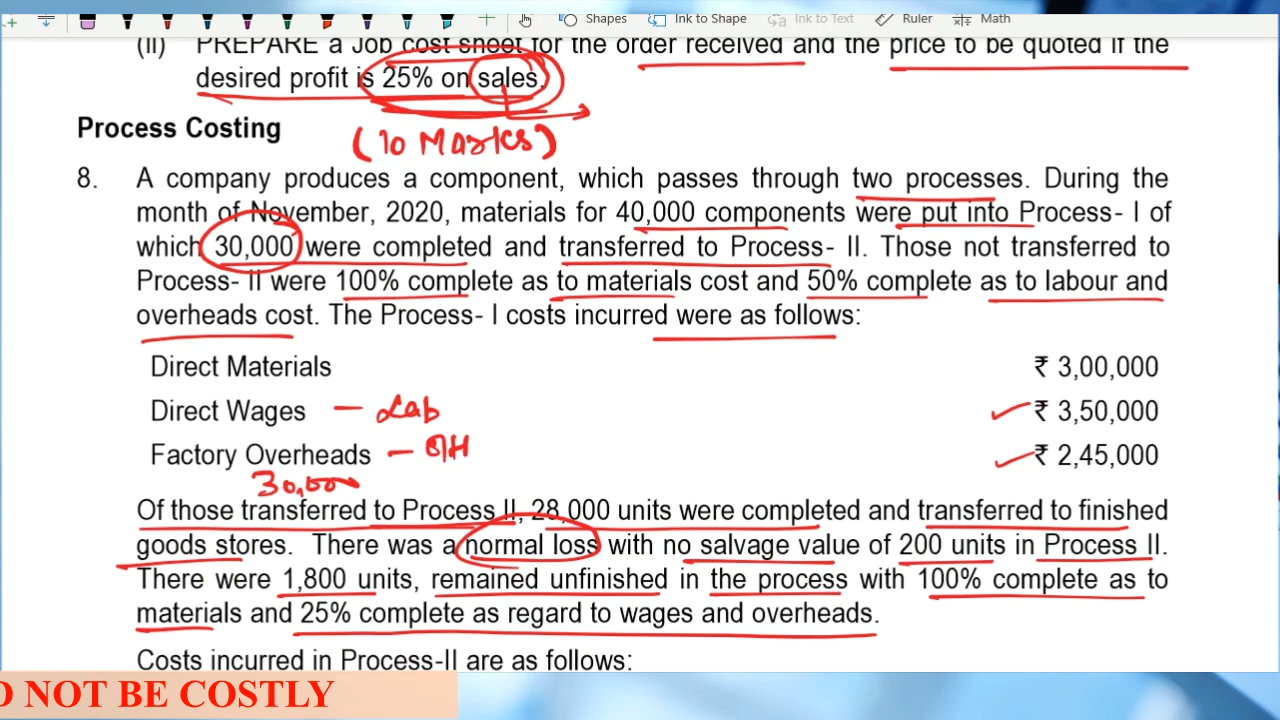 Shapes Ink to Shape Ink to Text Ruler Math
(ii) PREPARE a Job cost sheet for the order received and the price to be quoted if the
desired profit is 25% on sales.
Process Costing
(10 Marks)
8. A company produces a component, which passes through two processes. During the
month of November, 2020, materials for 40,000 components were put into Process- I of
which 30,000 were completed and transferred to Process- II. Those not transferred to
Process- II were 100% complete as to materials cost and 50% complete as to labour and
overheads cost. The Process- I costs incurred were as follows:
Direct Materials ₹ 3,00,000
Direct Wages — Lab ₹ 3,50,000
Factory Overheads — OH ₹ 2,45,000
30,000
Of those transferred to Process II, 28,000 units were completed and transferred to finished
goods stores. There was a normal loss with no salvage value of 200 units in Process II.
There were 1,800 units, remained unfinished in the process with 100% complete as to
materials and 25% complete as regard to wages and overheads.
Costs incurred in Process-II are as follows:
NOT BE COSTLY